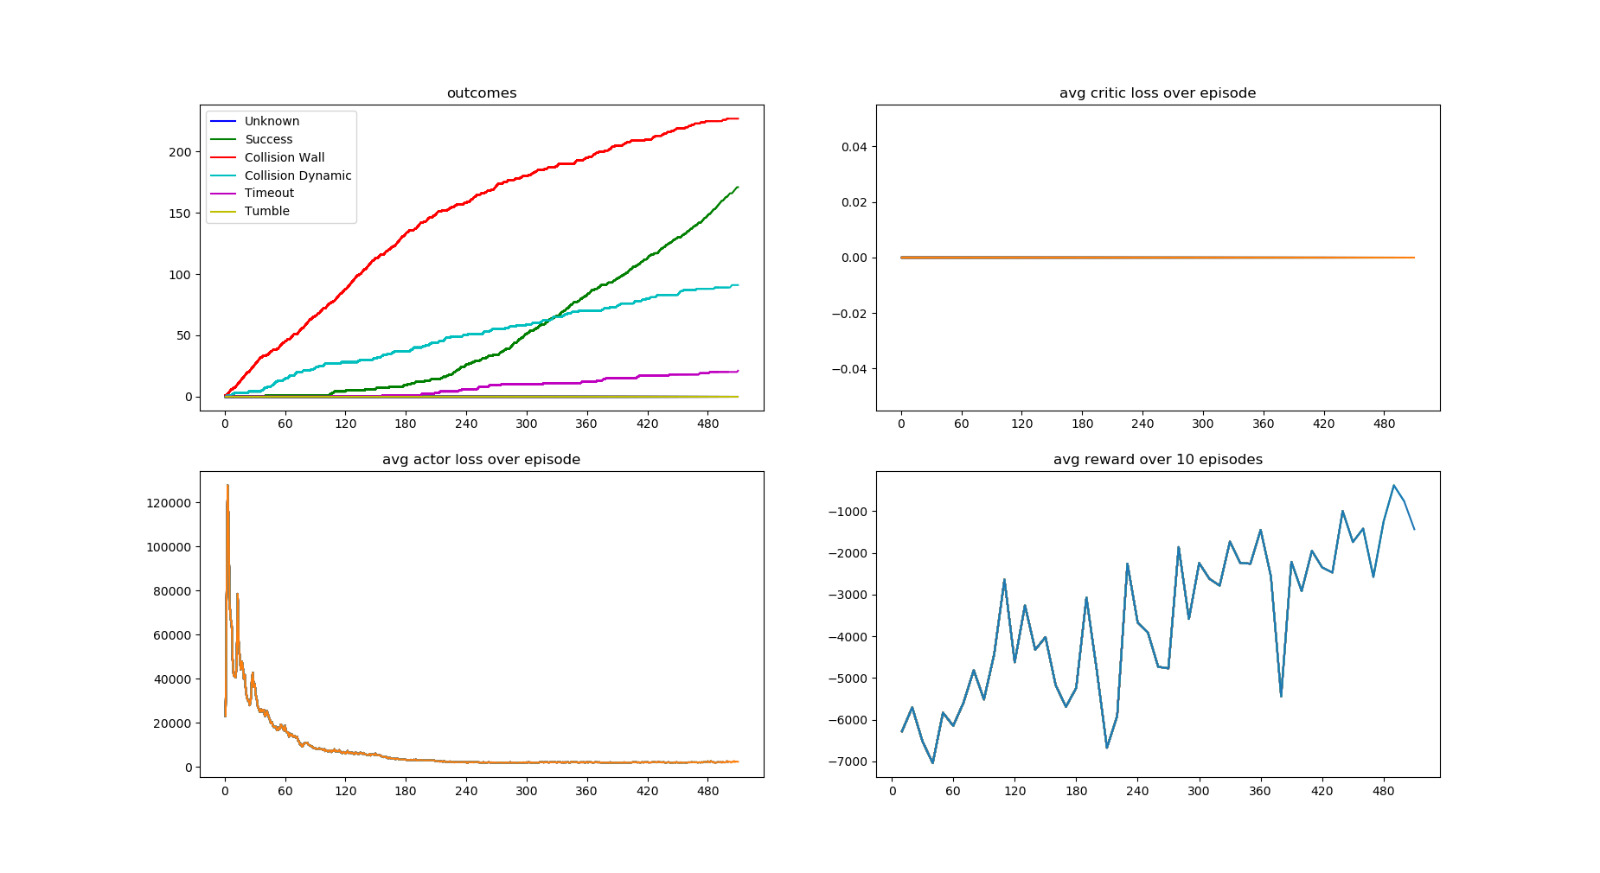 outcomes
Unknown
Success
Collision Wall
Collision Dynamic
Timeout
Tumble
200
150
100
50
0
0 60 120 180 240 300 360 420 480
avg critic loss over episode
0.04
0.02
0.00
−0.02
−0.04
0 60 120 180 240 300 360 420 480
avg actor loss over episode
120000
100000
80000
60000
40000
20000
0
0 60 120 180 240 300 360 420 480
avg reward over 10 episodes
−1000
−2000
−3000
−4000
−5000
−6000
−7000
0 60 120 180 240 300 360 420 480